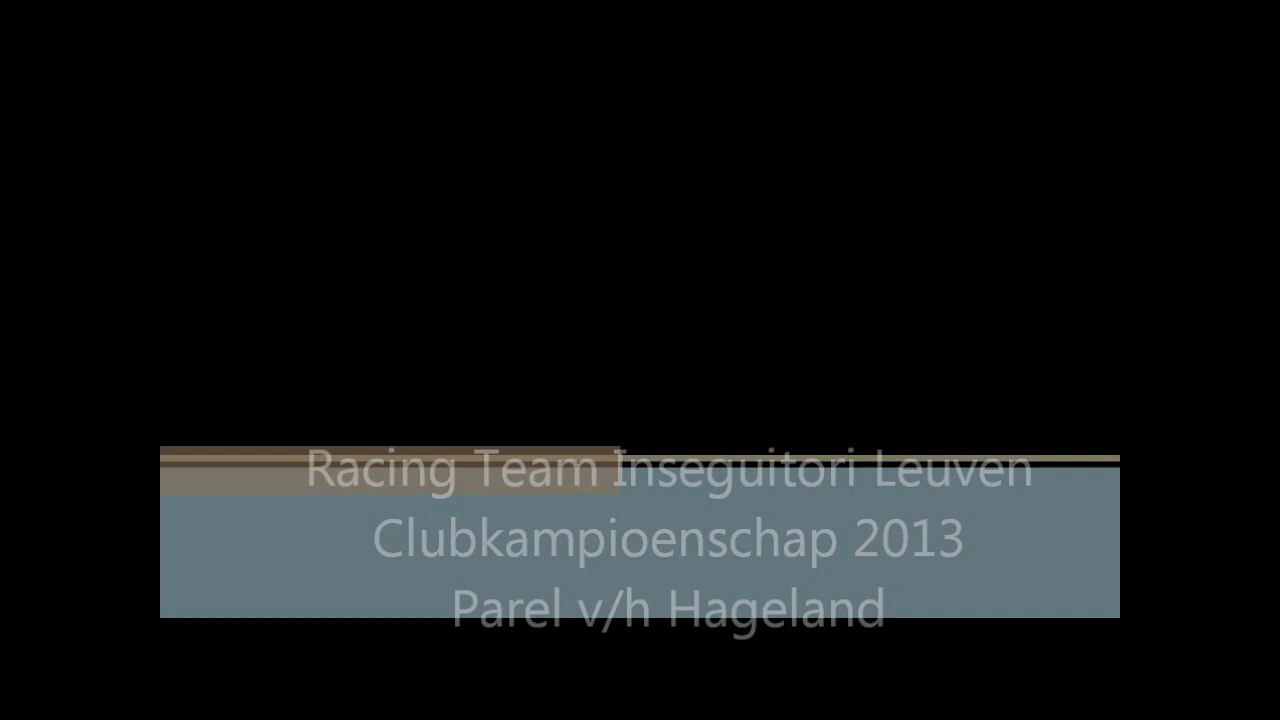 Racing Team Inseguitori Leuven
Clubkampioenschap 2013
Parel v/h Hageland